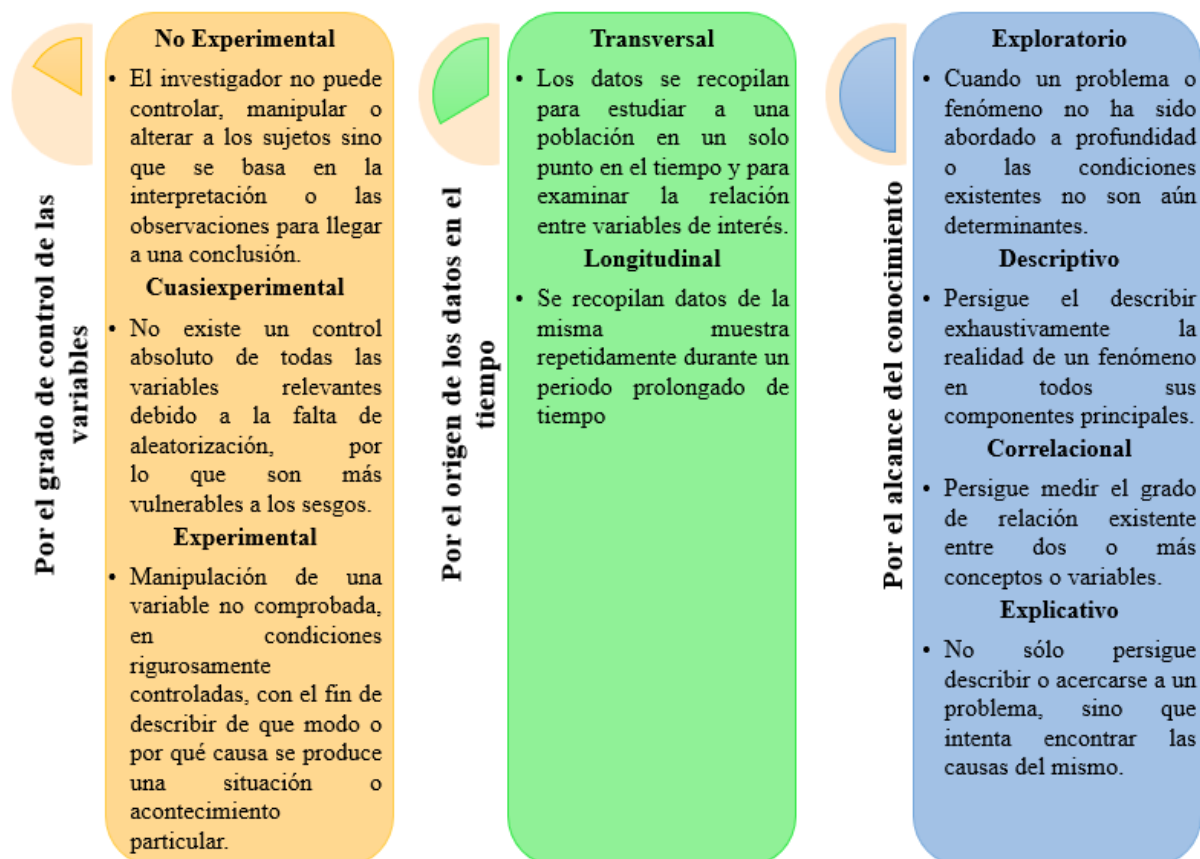 Por el grado de control de las
variables
No Experimental
• El investigador no puede
controlar, manipular o
alterar a los sujetos sino
que se basa en la
interpretación o las
observaciones para llegar
a una conclusión.
Cuasiexperimental
• No existe un control
absoluto de todas las
variables relevantes
debido a la falta de
aleatorización, por
lo que son más
vulnerables a los sesgos.
Experimental
• Manipulación de una
variable no comprobada,
en condiciones
rigurosamente
controladas, con el fin de
describir de que modo o
por qué causa se produce
una situación o
acontecimiento
particular.
Por el origen de los datos en el
tiempo
Transversal
• Los datos se recopilan
para estudiar a una
población en un solo
punto en el tiempo y para
examinar la relación
entre variables de interés.
Longitudinal
• Se recopilan datos de la
misma muestra
repetidamente durante un
periodo prolongado de
tiempo
Por el alcance del conocimiento
Exploratorio
• Cuando un problema o
fenómeno no ha sido
abordado a profundidad
o las condiciones
existentes no son aún
determinantes.
Descriptivo
• Persigue el describir
exhaustivamente la
realidad de un fenómeno
en todos sus
componentes principales.
Correlacional
• Persigue medir el grado
de relación existente
entre dos o más
conceptos o variables.
Explicativo
• No sólo persigue
describir o acercarse a un
problema, sino que
intenta encontrar las
causas del mismo.